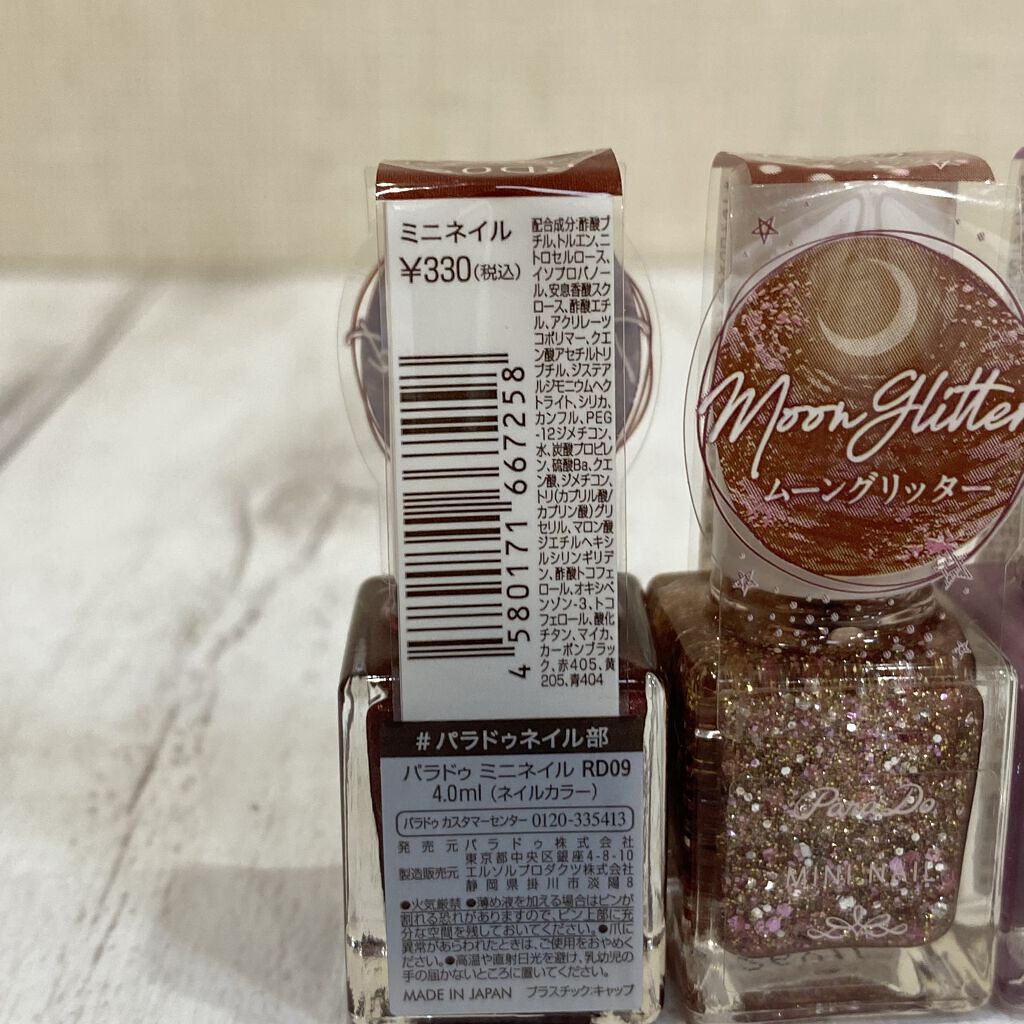 ミニネイル
¥330(税込)
配合成分:酢酸ブ
チル、トルエン、ニ
トロセルロース、
イソプロパノー
ル、安息香酸スク
ロース、酢酸エチ
ル、アクリレーツ
コポリマー、クエ
ン酸アセチルトリ
ブチル、ジステア
ルジモニウムヘク
トライト、シリカ、
カンフル、PEG
-12ジメチコン、
水、炭酸プロピレ
ン、硫酸Ba、クエ
ン酸、ジメチコン、
トリ(カプリル酸/
カプリン酸)グリ
セリル、マロン酸
ジエチルヘキシ
ルシリンギリデ
ン、酢酸トコフェ
ロール、オキシベ
ンゾン-3、トコ
フェロール、酸化
チタン、マイカ、
カーボンブラッ
ク、赤405、黄
205、青404
4 580171 667258
#パラドゥネイル部
パラドゥ ミニネイル RD09
4.0ml (ネイルカラー)
パラドゥ カスタマーセンター 0120-335413
発売元 パラドゥ株式会社
東京都中央区銀座4-8-10
製造販売元 エルソルプロダクツ株式会社
静岡県掛川市淡陽8
●火気厳禁 ●薄め液を加える場合はビンが
割れる恐れがありますので、ビン上部に充
分な空間を残しておいてください。●爪に
異常があらわれたときは、ご使用をおやめく
ださい。●高温や直射日光を避け、乳幼児の
手の届かないところに置いてください。
MADE IN JAPAN プラスチック:キャップ
Moon Glitter
ムーングリッター
Para Do
MINI NAIL